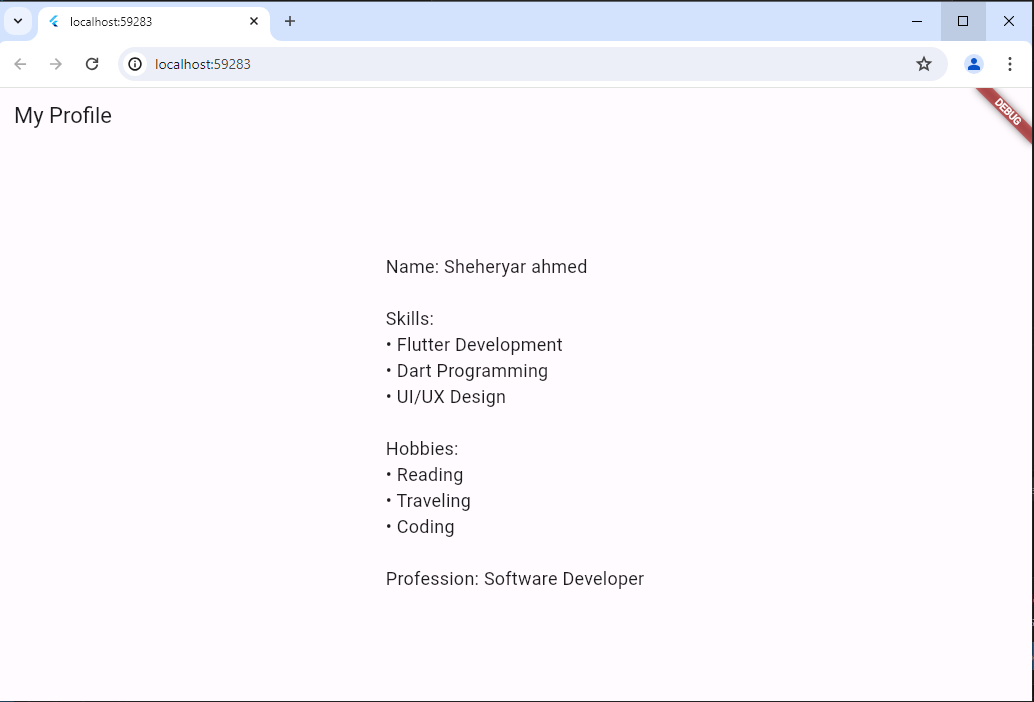 localhost:59283
localhost:59283
My Profile
DEBUG
Name: Sheheryar ahmed
Skills:
• Flutter Development
• Dart Programming
• UI/UX Design
Hobbies:
• Reading
• Traveling
• Coding
Profession: Software Developer